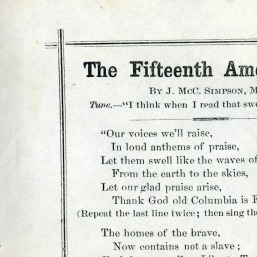 The Fifteenth Ame
By J. McC. Simpson, M
Tune.—“I think when I read that swe
“Our voices we'll raise,
In loud anthems of praise,
Let them swell like the waves of
From the earth to the skies,
Let our glad praise arise,
Thank God old Columbia is F
(Repeat the last line twice; then sing the
The homes of the brave,
Now contains not a slave;